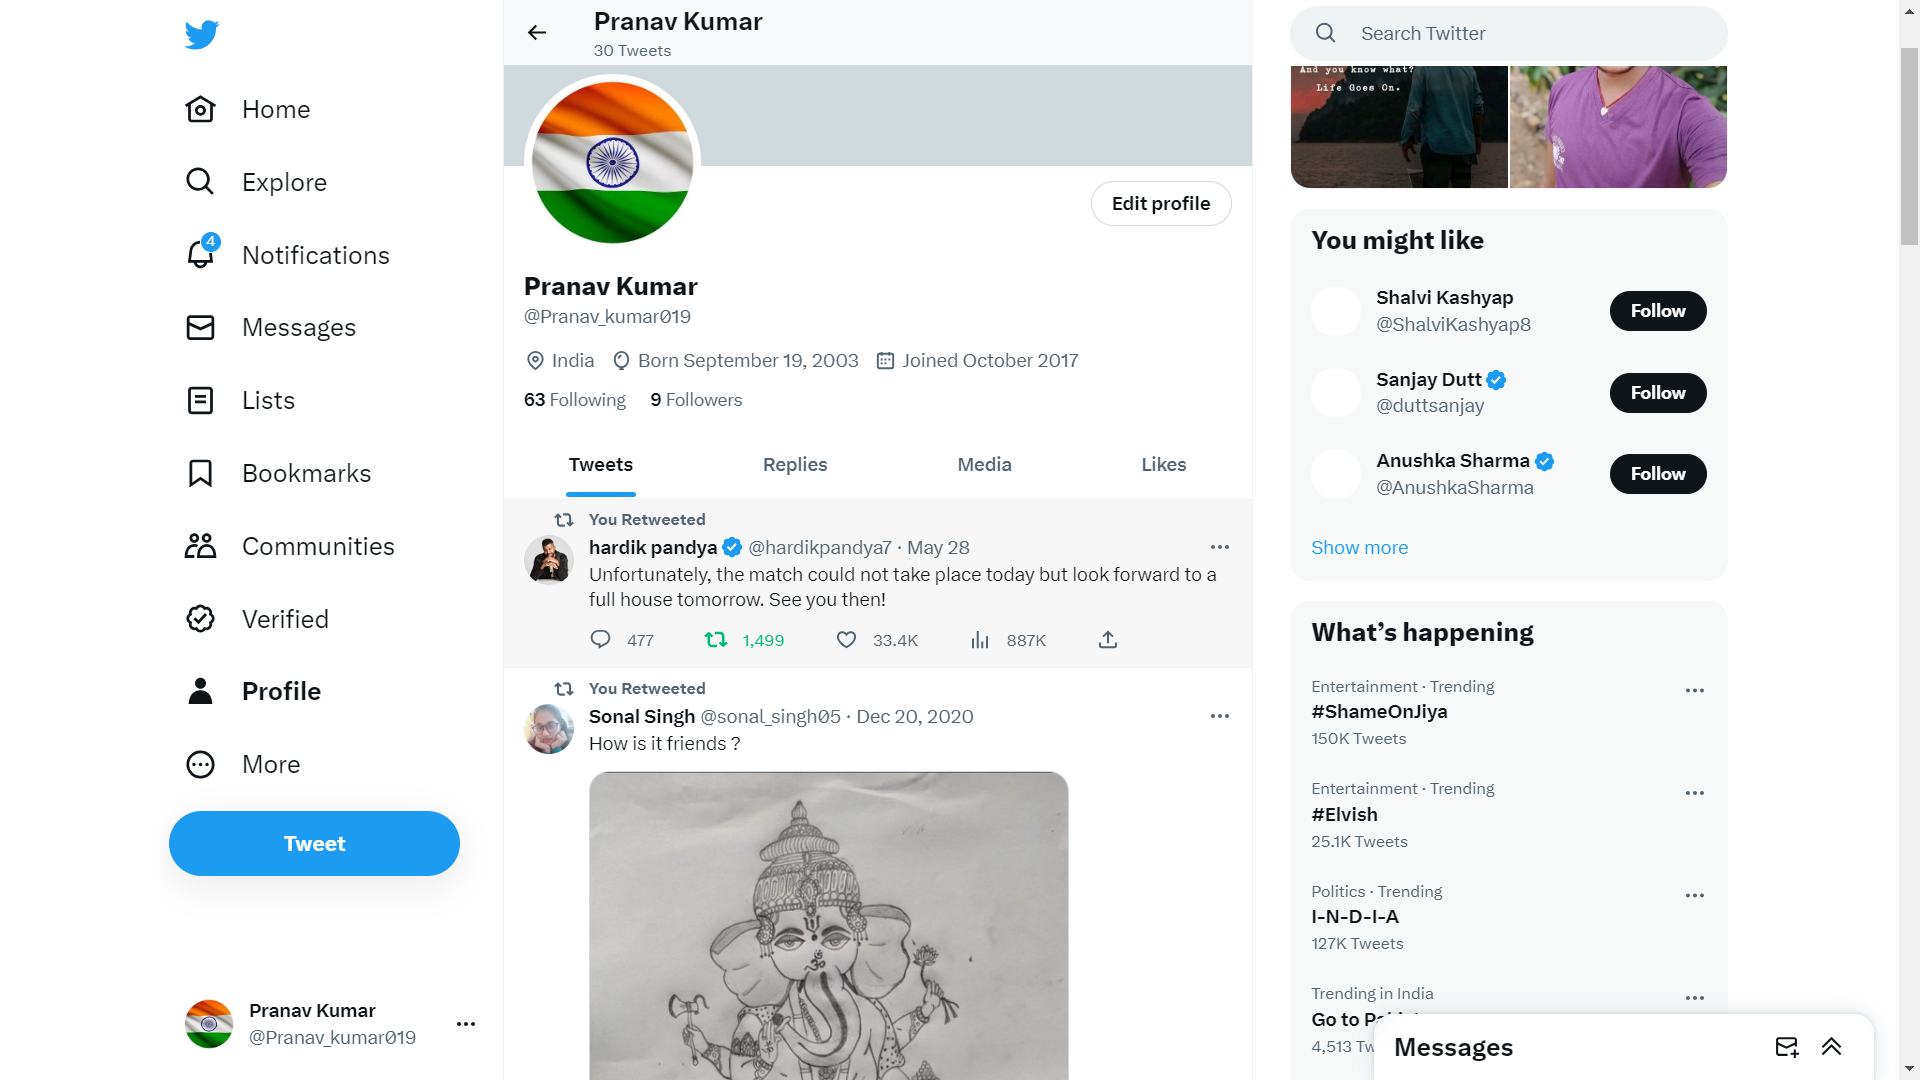 Home
Explore
4
Notifications
Messages
Lists
Bookmarks
Communities
Verified
Profile
More
Tweet
Pranav Kumar
@Pranav_kumar019
Pranav Kumar
30 Tweets
Edit profile
Pranav Kumar
@Pranav_kumar019
India Born September 19, 2003 Joined October 2017
63 Following 9 Followers
Tweets Replies Media Likes
You Retweeted
hardik pandya @hardikpandya7 · May 28
Unfortunately, the match could not take place today but look forward to a
full house tomorrow. See you then!
477 1,499 33.4K 887K
You Retweeted
Sonal Singh @sonal_singh05 · Dec 20, 2020
How is it friends ?
ॐ
Search Twitter
And you know what?
Life Goes On.
You might like
Shalvi Kashyap
@ShalviKashyap8
Follow
Sanjay Dutt
@duttsanjay
Follow
Anushka Sharma
@AnushkaSharma
Follow
Show more
What’s happening
Entertainment · Trending
#ShameOnJiya
150K Tweets
Entertainment · Trending
#Elvish
25.1K Tweets
Politics · Trending
I-N-D-I-A
127K Tweets
Trending in India
Go to
4,513
Messages